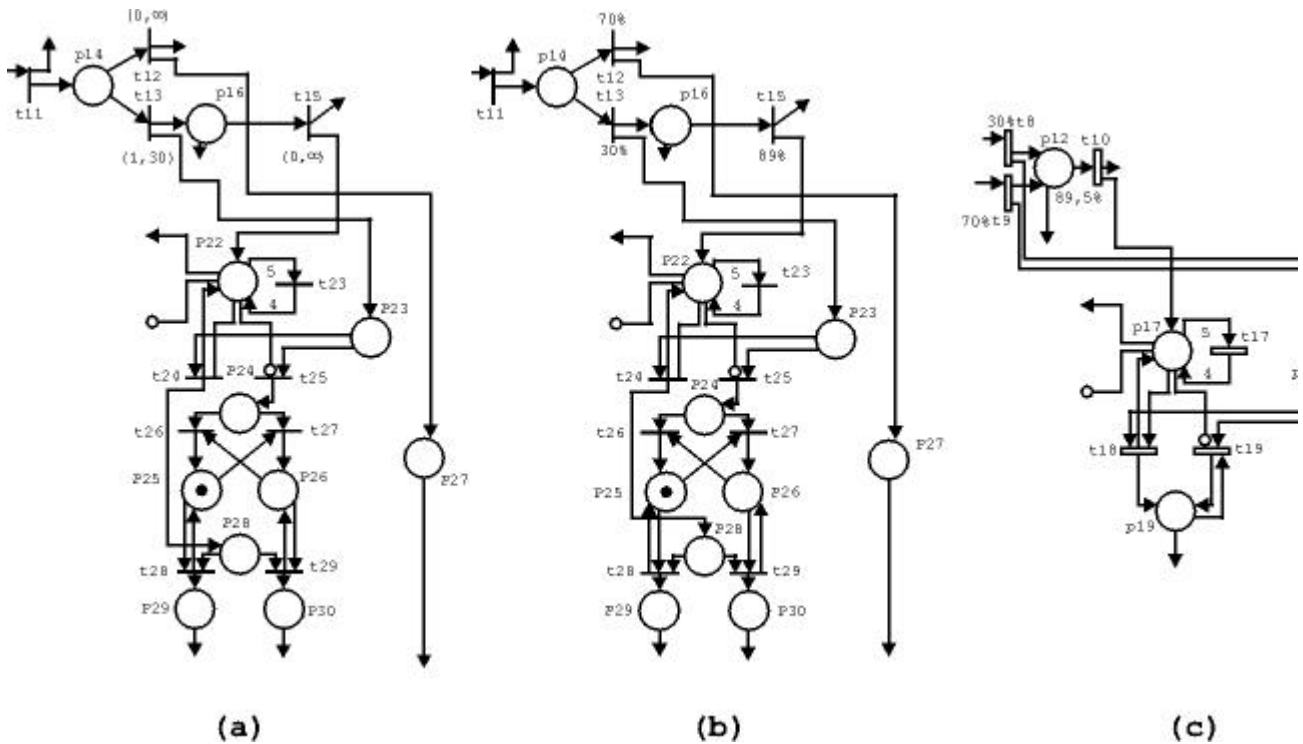 [0,∞)
p14
t12
t13
t11
p16
t15
(1,30)
(0,∞)
P22
5
t23
4
P23
t24
P24
t25
t26
t27
P25
P26
P27
P28
t28
t29
P29
P30
(a)
70%
p14
t12
t13
t11
p16
t15
30%
89%
P22
5
t23
4
P23
t24
P24
t25
t26
t27
P25
P26
P27
P28
t28
t29
P29
P30
(b)
30%t8
p12
t10
89,5%
70%t9
p17
5
t17
4
P
t18
t19
p19
(c)